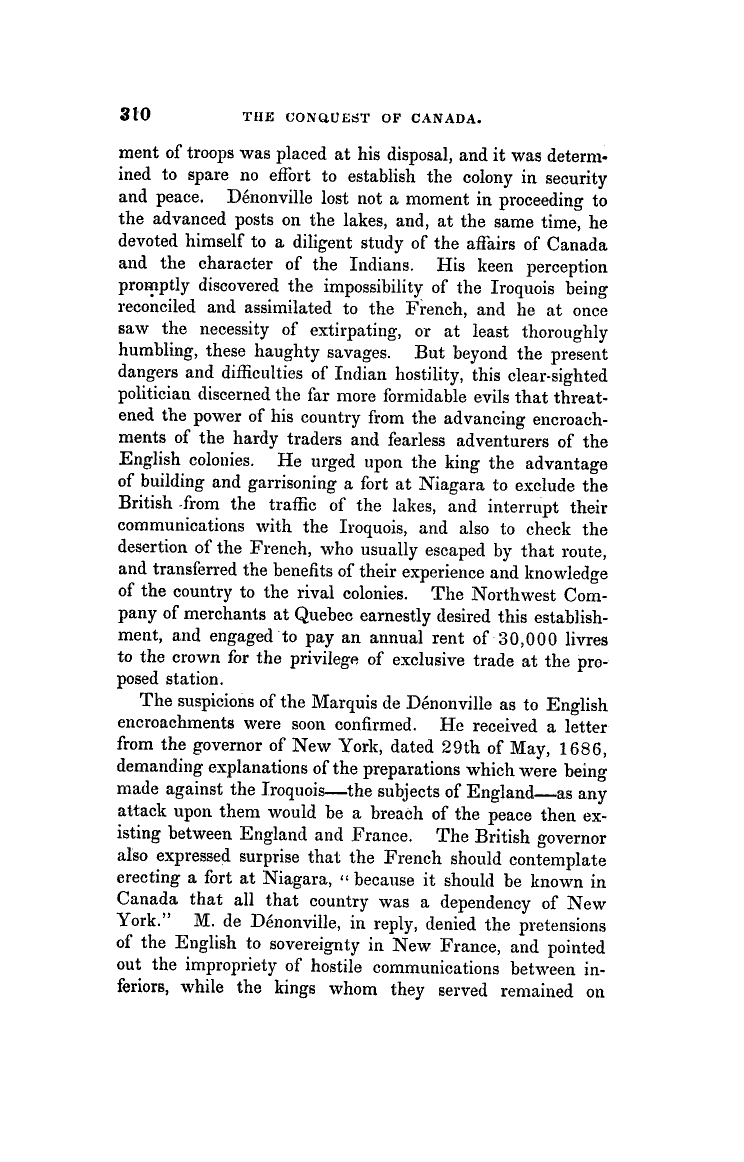 310 THE CONQUEST OF CANADA.
ment of troops was placed at his disposal, and it was determ-
ined to spare no effort to establish the colony in security
and peace. Dénonville lost not a moment in proceeding to
the advanced posts on the lakes, and, at the same time, he
devoted himself to a diligent study of the affairs of Canada
and the character of the Indians. His keen perception
promptly discovered the impossibility of the Iroquois being
reconciled and assimilated to the French, and he at once
saw the necessity of extirpating, or at least thoroughly
humbling, these haughty savages. But beyond the present
dangers and difficulties of Indian hostility, this clear-sighted
politician discerned the far more formidable evils that threat-
ened the power of his country from the advancing encroach-
ments of the hardy traders and fearless adventurers of the
English colonies. He urged upon the king the advantage
of building and garrisoning a fort at Niagara to exclude the
British from the traffic of the lakes, and interrupt their
communications with the Iroquois, and also to check the
desertion of the French, who usually escaped by that route,
and transferred the benefits of their experience and knowledge
of the country to the rival colonies. The Northwest Com-
pany of merchants at Quebec earnestly desired this establish-
ment, and engaged to pay an annual rent of 30,000 livres
to the crown for the privilege of exclusive trade at the pro-
posed station.
The suspicions of the Marquis de Dénonville as to English
encroachments were soon confirmed. He received a letter
from the governor of New York, dated 29th of May, 1686,
demanding explanations of the preparations which were being
made against the Iroquois—the subjects of England—as any
attack upon them would be a breach of the peace then ex-
isting between England and France. The British governor
also expressed surprise that the French should contemplate
erecting a fort at Niagara, "because it should be known in
Canada that all that country was a dependency of New
York." M. de Dénonville, in reply, denied the pretensions
of the English to sovereignty in New France, and pointed
out the impropriety of hostile communications between in-
feriors, while the kings whom they served remained on